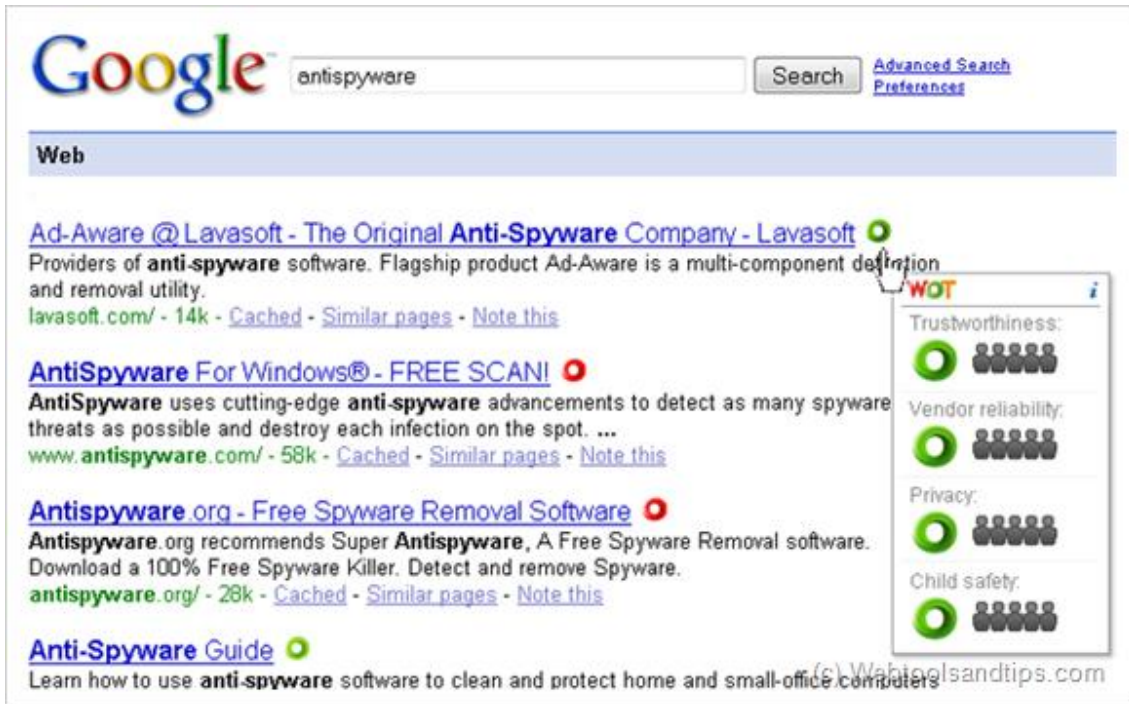 Google™ antispyware Search Advanced Search
Preferences
Web
Ad-Aware @ Lavasoft - The Original Anti-Spyware Company - Lavasoft
Providers of anti-spyware software. Flagship product Ad-Aware is a multi-component detection
and removal utility.
lavasoft.com/ - 14k - Cached - Similar pages - Note this
AntiSpyware For Windows® - FREE SCAN!
AntiSpyware uses cutting-edge anti-spyware advancements to detect as many spyware
threats as possible and destroy each infection on the spot. ...
www.antispyware.com/ - 58k - Cached - Similar pages - Note this
Antispyware.org - Free Spyware Removal Software
Antispyware.org recommends Super Antispyware, A Free Spyware Removal software.
Download a 100% Free Spyware Killer. Detect and remove Spyware.
antispyware.org/ - 28k - Cached - Similar pages - Note this
Anti-Spyware Guide
Learn how to use anti-spyware software to clean and protect home and small-office computers
WOT i
Trustworthiness:
Vendor reliability:
Privacy:
Child safety:
(c) Webtoolsandtips.com